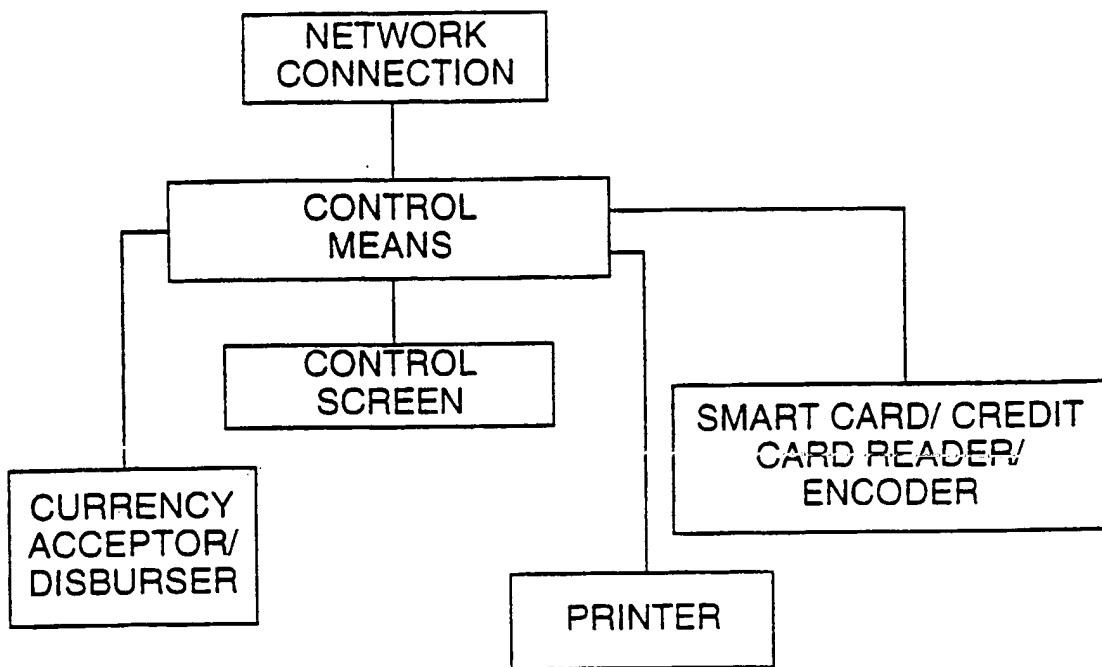 NETWORK
CONNECTION
CONTROL
MEANS
CONTROL
SCREEN
SMART CARD/ CREDIT
CARD READER/
ENCODER
CURRENCY
ACCEPTOR/
DISBURSER
PRINTER